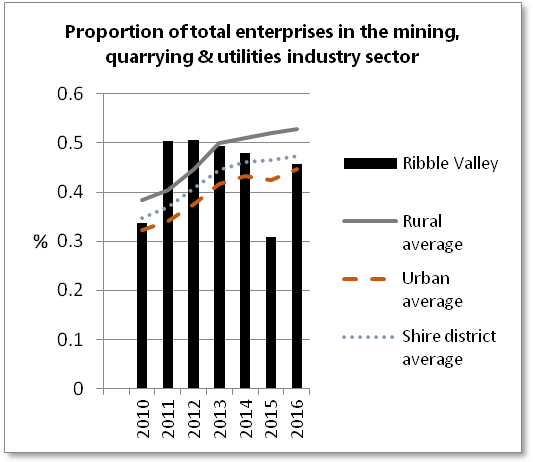 Proportion of total enterprises in the mining,
quarrying & utilities industry sector
0.6
0.5
0.4
0.3
0.2
0.1
0
%
2010
2011
2012
2013
2014
2015
2016
Ribble Valley
Rural
average
Urban
average
Shire district
average